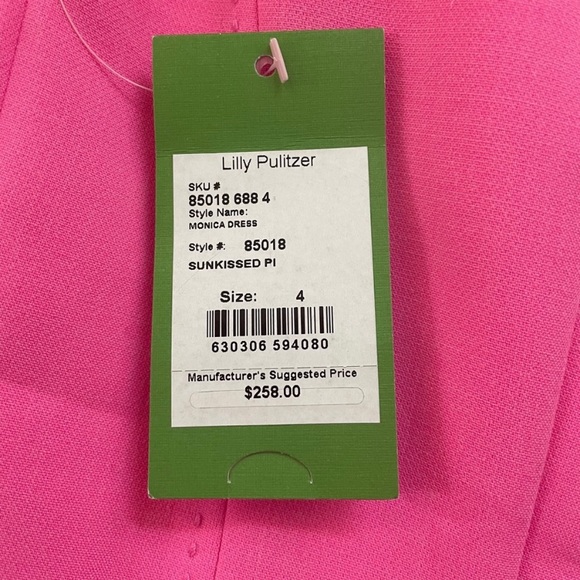 Lilly Pulitzer
SKU #
85018 688 4
Style Name:
MONICA DRESS
Style #: 85018
SUNKISSED PI
Size: 4
630306 594080
Manufacturer's Suggested Price
$258.00